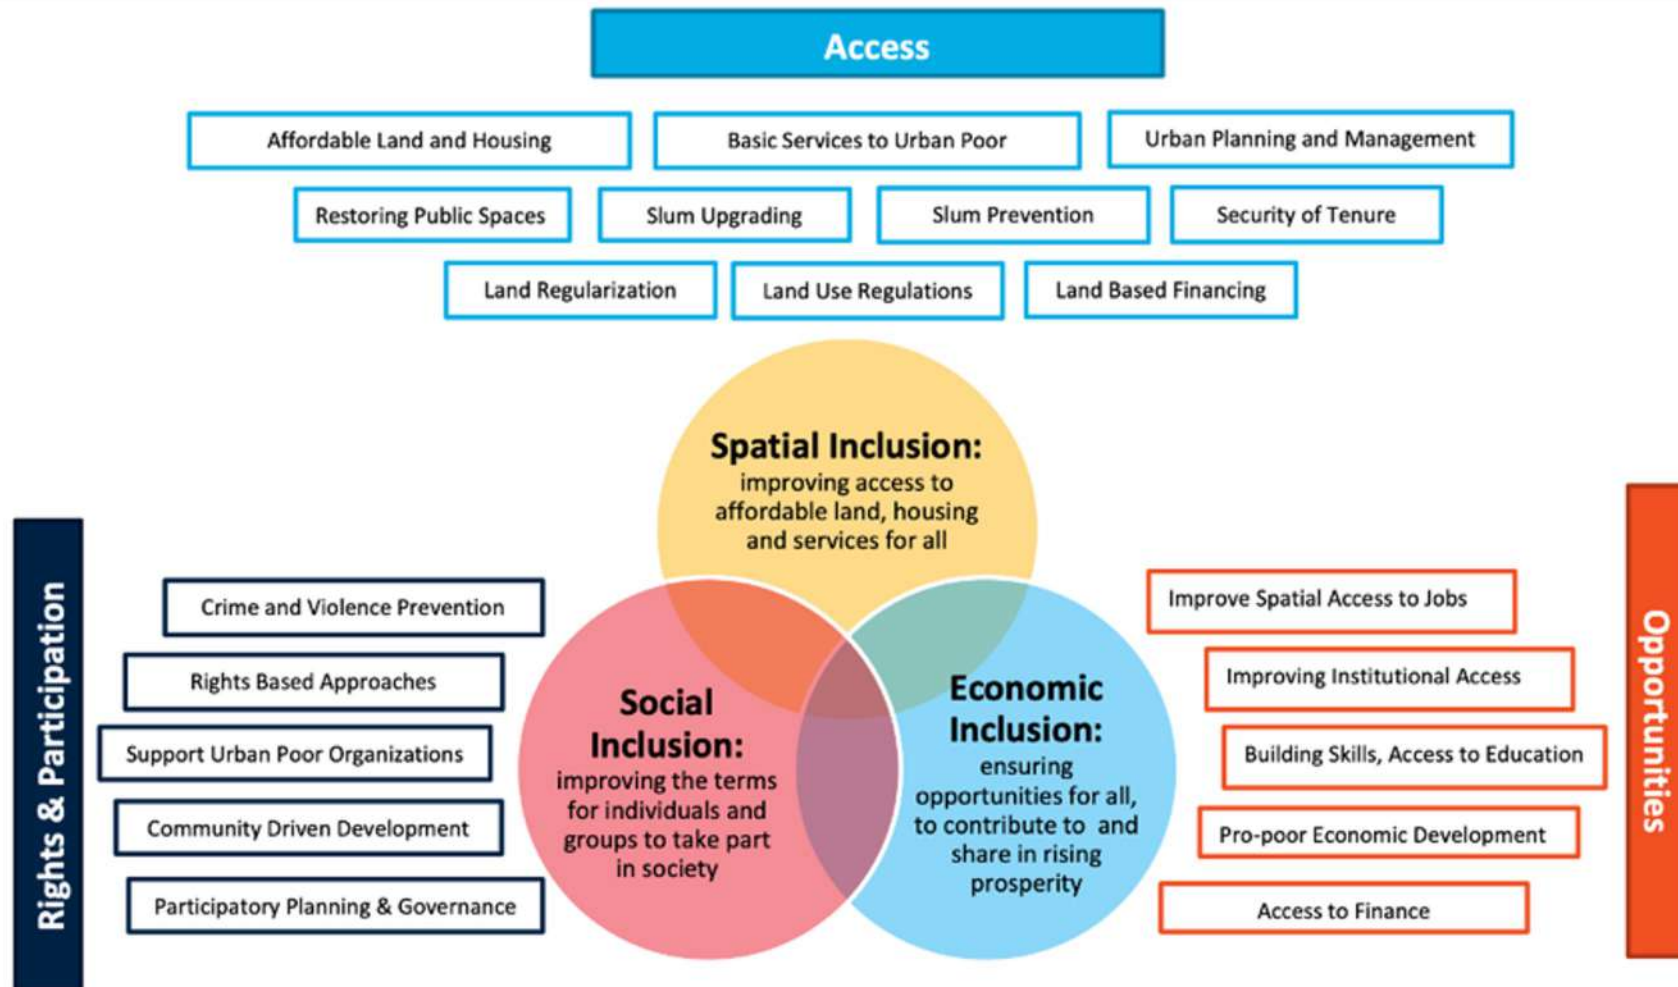 Access
Affordable Land and Housing
Basic Services to Urban Poor
Urban Planning and Management
Restoring Public Spaces
Slum Upgrading
Slum Prevention
Security of Tenure
Land Regularization
Land Use Regulations
Land Based Financing
Spatial Inclusion:
improving access to
affordable land, housing
and services for all
Rights & Participation
Crime and Violence Prevention
Rights Based Approaches
Support Urban Poor Organizations
Community Driven Development
Participatory Planning & Governance
Social
Inclusion:
improving the terms
for individuals and
groups to take part
in society
Economic
Inclusion:
ensuring
opportunities for all,
to contribute to and
share in rising
prosperity
Improve Spatial Access to Jobs
Improving Institutional Access
Building Skills, Access to Education
Pro-poor Economic Development
Access to Finance
Opportunities